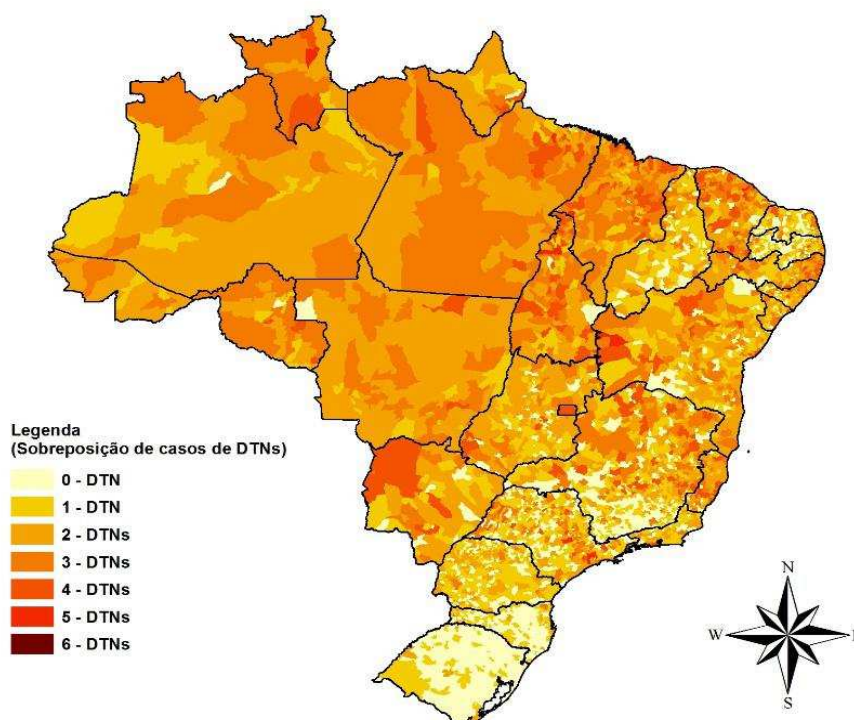 Legenda
(Sobreposição de casos de DTNs)
0 - DTN
1 - DTN
2 - DTNs
3 - DTNs
4 - DTNs
5 - DTNs
6 - DTNs
N
W
S